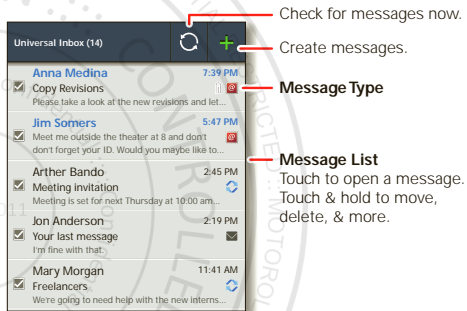 Check for messages now.
Universal Inbox (14)
Create messages.
Anna Medina 7:39 PM
Copy Revisions
Message Type
Please take a look at the new revisions and let...
Jim Somers 5:47 PM
Meet me outside the theater at 8 and don't
don't forget your ID. Would you maybe like to...
Arther Bando 2:45 PM
Meeting invitation
Meeting is set for next Thursday at 10:00 am...
Message List
Touch to open a message.
Touch & hold to move,
delete, & more.
Jon Anderson 2:19 PM
Your last message
I'm fine with that.
Mary Morgan 11:41 AM
Freelancers
We're going to need help with the new interns...